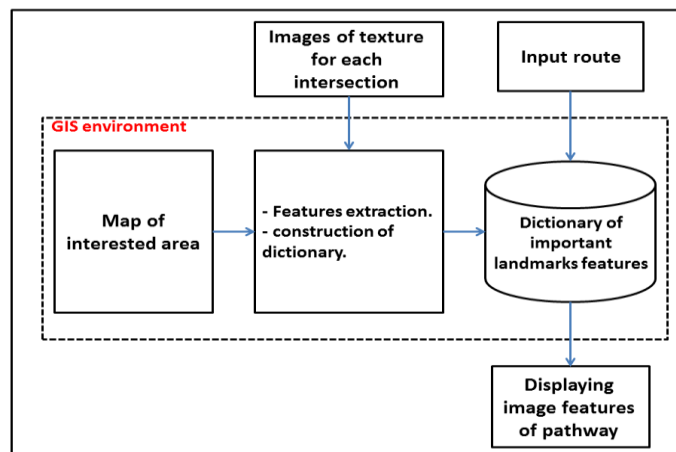 Images of texture
for each
intersection
Input route
GIS environment
Map of
interested area
- Features extraction.
- construction of
dictionary.
Dictionary of
important
landmarks features
Displaying
image features
of pathway